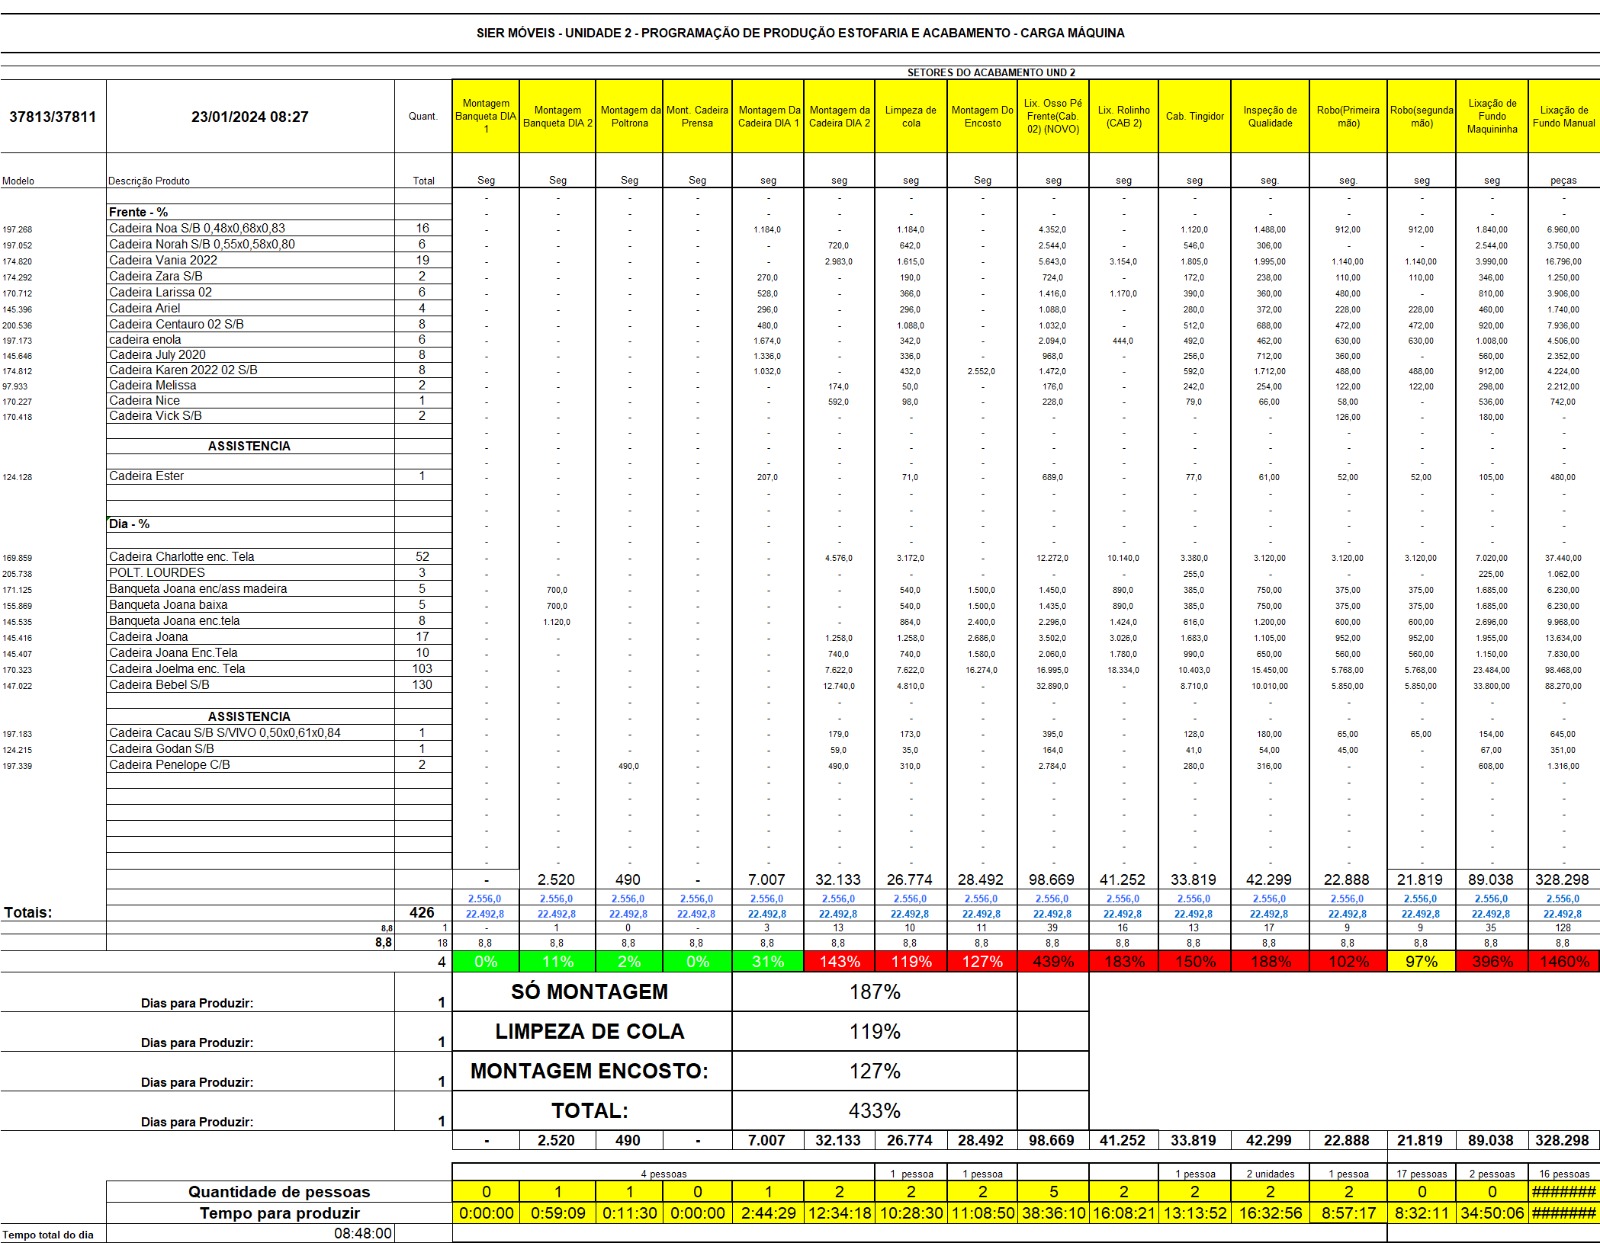 SIER MÓVEIS - UNIDADE 2 - PROGRAMAÇÃO DE PRODUÇÃO ESTOFARIA E ACABAMENTO - CARGA MÁQUINA
SETORES DO ACABAMENTO UND 2
37813/37811 23/01/2024 08:27 Quant. Montagem Banqueta DIA 1 Montagem Banqueta DIA 2 Montagem da Poltrona Mont. Cadeira Prensa Montagem Da Cadeira DIA 1 Montagem da Cadeira DIA 2 Limpeza de cola Montagem Do Encosto Lix. Osso Pé Frente(Cab. 02) (NOVO) Lix. Rolinho (CAB 2) Cab. Tingidor Inspeção de Qualidade Robo(Primeira mão) Robo(segunda mão) Lixação de Fundo Maquininha Lixação de Fundo Manual
Modelo Descrição Produto Total Seg Seg Seg Seg seg seg seg Seg seg seg seg seg. seg. seg seg peças
- - - - - - - - - - - - - - - -
Frente - % - - - - - - - - - - - - - - - -
197.268 Cadeira Noa S/B 0,48x0,68x0,83 16 - - - - 1.184,0 - 1.184,0 - 4.352,0 - 1.120,0 1.488,00 912,00 912,00 1.840,00 6.960,00
197.052 Cadeira Norah S/B 0,55x0,58x0,80 6 - - - - - 720,0 642,0 - 2.544,0 - 546,0 306,00 - - 2.544,00 3.750,00
174.820 Cadeira Vania 2022 19 - - - - - 2.983,0 1.615,0 - 5.643,0 3.154,0 1.805,0 1.995,00 1.140,00 1.140,00 3.990,00 16.796,00
174.292 Cadeira Zara S/B 2 - - - - 270,0 - 190,0 - 724,0 - 172,0 238,00 110,00 110,00 346,00 1.250,00
170.712 Cadeira Larissa 02 6 - - - - 528,0 - 366,0 - 1.416,0 1.170,0 390,0 360,00 480,00 - 810,00 3.906,00
145.396 Cadeira Ariel 4 - - - - 296,0 - 296,0 - 1.088,0 - 280,0 372,00 228,00 228,00 460,00 1.740,00
200.536 Cadeira Centauro 02 S/B 8 - - - - 480,0 - 1.088,0 - 1.032,0 - 512,0 688,00 472,00 472,00 920,00 7.936,00
197.173 cadeira enola 6 - - - - 1.674,0 - 342,0 - 2.094,0 444,0 492,0 462,00 630,00 630,00 1.008,00 4.506,00
145.646 Cadeira July 2020 8 - - - - 1.336,0 - 336,0 - 968,0 - 256,0 712,00 360,00 - 560,00 2.352,00
174.812 Cadeira Karen 2022 02 S/B 8 - - - - 1.032,0 - 432,0 2.552,0 1.472,0 - 592,0 1.712,00 488,00 488,00 912,00 4.224,00
97.933 Cadeira Melissa 2 - - - - - 174,0 50,0 - 176,0 - 242,0 254,00 122,00 122,00 298,00 2.212,00
170.227 Cadeira Nice 1 - - - - - 592,0 98,0 - 228,0 - 79,0 66,00 58,00 - 536,00 742,00
170.418 Cadeira Vick S/B 2 - - - - - - - - - - - - 126,00 - 180,00 -
- - - - - - - - - - - - - - - -
ASSISTENCIA - - - - - - - - - - - - - - - -
- - - - - - - - - - - - - - - -
124.128 Cadeira Ester 1 - - - - 207,0 - 71,0 - 689,0 - 77,0 61,00 52,00 52,00 105,00 480,00
- - - - - - - - - - - - - - - -
- - - - - - - - - - - - - - - -
Dia - % - - - - - - - - - - - - - - - -
- - - - - - - - - - - - - - - -
169.859 Cadeira Charlotte enc. Tela 52 - - - - - 4.576,0 3.172,0 - 12.272,0 10.140,0 3.380,0 3.120,00 3.120,00 3.120,00 7.020,00 37.440,00
205.738 POLT. LOURDES 3 - - - - - - - - - - 255,0 - - - 225,00 1.062,00
171.125 Banqueta Joana enc/ass madeira 5 - 700,0 - - - - 540,0 1.500,0 1.450,0 890,0 385,0 750,00 375,00 375,00 1.685,00 6.230,00
155.869 Banqueta Joana baixa 5 - 700,0 - - - - 540,0 1.500,0 1.435,0 890,0 385,0 750,00 375,00 375,00 1.685,00 6.230,00
145.535 Banqueta Joana enc.tela 8 - 1.120,0 - - - - 864,0 2.400,0 2.296,0 1.424,0 616,0 1.200,00 600,00 600,00 2.696,00 9.968,00
145.416 Cadeira Joana 17 - - - - - 1.258,0 1.258,0 2.686,0 3.502,0 3.026,0 1.683,0 1.105,00 952,00 952,00 1.955,00 13.634,00
145.407 Cadeira Joana Enc.Tela 10 - - - - - 740,0 740,0 1.580,0 2.060,0 1.780,0 990,0 650,00 560,00 560,00 1.150,00 7.830,00
170.323 Cadeira Joelma enc. Tela 103 - - - - - 7.622,0 7.622,0 16.274,0 16.995,0 18.334,0 10.403,0 15.450,00 5.768,00 5.768,00 23.484,00 98.468,00
147.022 Cadeira Bebel S/B 130 - - - - - 12.740,0 4.810,0 - 32.890,0 - 8.710,0 10.010,00 5.850,00 5.850,00 33.800,00 88.270,00
- - - - - - - - - - - - - - - -
ASSISTENCIA - - - - - - - - - - - - - - - -
197.183 Cadeira Cacau S/B S/VIVO 0,50x0,61x0,84 1 - - - - - 179,0 173,0 - 395,0 - 128,0 180,00 65,00 65,00 154,00 645,00
124.215 Cadeira Godan S/B 1 - - - - - 59,0 35,0 - 164,0 - 41,0 54,00 45,00 - 67,00 351,00
197.339 Cadeira Penelope C/B 2 - - 490,0 - - 490,0 310,0 - 2.784,0 - 280,0 316,00 - - 608,00 1.316,00
- - - - - - - - - - - - - - - -
- - - - - - - - - - - - - - - -
- - - - - - - - - - - - - - - -
- - - - - - - - - - - - - - - -
- - - - - - - - - - - - - - - -
- - - - - - - - - - - - - - - -
- 2.520 490 - 7.007 32.133 26.774 28.492 98.669 41.252 33.819 42.299 22.888 21.819 89.038 328.298
2.556,0 2.556,0 2.556,0 2.556,0 2.556,0 2.556,0 2.556,0 2.556,0 2.556,0 2.556,0 2.556,0 2.556,0 2.556,0 2.556,0 2.556,0 2.556,0
Totais: 426 22.492,8 22.492,8 22.492,8 22.492,8 22.492,8 22.492,8 22.492,8 22.492,8 22.492,8 22.492,8 22.492,8 22.492,8 22.492,8 22.492,8 22.492,8 22.492,8
8,8 1 - 1 0 - 3 13 10 11 39 16 13 17 9 9 35 128
8,8 18 8,8 8,8 8,8 8,8 8,8 8,8 8,8 8,8 8,8 8,8 8,8 8,8 8,8 8,8 8,8 8,8
4 0% 11% 2% 0% 31% 143% 119% 127% 439% 183% 150% 188% 102% 97% 396% 1460%
Dias para Produzir: 1 SÓ MONTAGEM 187%
Dias para Produzir: 1 LIMPEZA DE COLA 119%
Dias para Produzir: 1 MONTAGEM ENCOSTO: 127%
Dias para Produzir: 1 TOTAL: 433%
- 2.520 490 - 7.007 32.133 26.774 28.492 98.669 41.252 33.819 42.299 22.888 21.819 89.038 328.298
4 pessoas 1 pessoa 1 pessoa 1 pessoa 2 unidades 1 pessoa 17 pessoas 2 pessoas 16 pessoas
Quantidade de pessoas 0 1 1 0 1 2 2 2 5 2 2 2 2 0 0 #######
Tempo para produzir 0:00:00 0:59:09 0:11:30 0:00:00 2:44:29 12:34:18 10:28:30 11:08:50 38:36:10 16:08:21 13:13:52 16:32:56 8:57:17 8:32:11 34:50:06 #######
Tempo total do dia 08:48:00